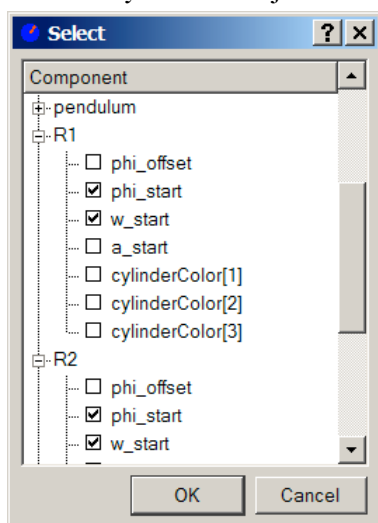 Select
Component
pendulum
R1
phi_offset
phi_start
w_start
a_start
cylinderColor[1]
cylinderColor[2]
cylinderColor[3]
R2
phi_offset
phi_start
w_start
OK Cancel